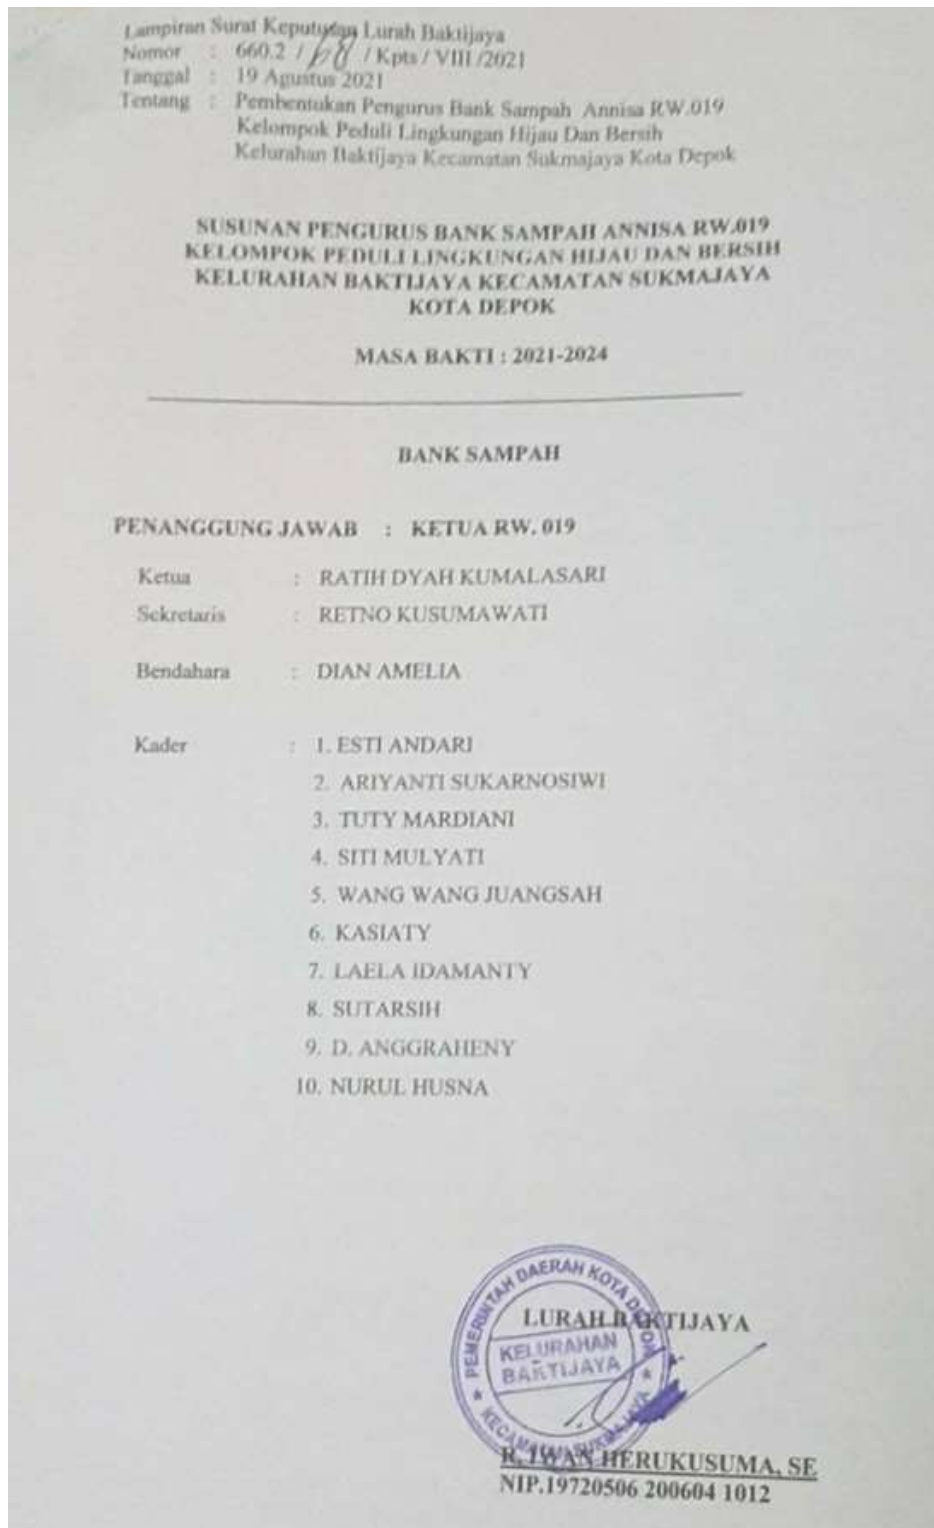 Lampiran Surat Keputusan Lurah Baktijaya
Nomor : 660.2 / 68 / Kpts / VIII /2021
Tanggal : 19 Agustus 2021
Tentang : Pembentukan Pengurus Bank Sampah Annisa RW.019
Kelompok Peduli Lingkungan Hijau Dan Bersih
Kelurahan Baktijaya Kecamatan Sukmajaya Kota Depok
SUSUNAN PENGURUS BANK SAMPAH ANNISA RW.019
KELOMPOK PEDULI LINGKUNGAN HIJAU DAN BERSIH
KELURAHAN BAKTIJAYA KECAMATAN SUKMAJAYA
KOTA DEPOK
MASA BAKTI : 2021-2024
BANK SAMPAH
PENANGGUNG JAWAB : KETUA RW. 019
Ketua : RATIH DYAH KUMALASARI
Sekretaris : RETNO KUSUMAWATI
Bendahara : DIAN AMELIA
Kader : 1. ESTI ANDARI
2. ARIYANTI SUKARNOSIWI
3. TUTY MARDIANI
4. SITI MULYATI
5. WANG WANG JUANGSAH
6. KASIATY
7. LAELA IDAMANTY
8. SUTARSIH
9. D. ANGGRAHENY
10. NURUL HUSNA
LURAH BAKTIJAYA
PEMERINTAH DAERAH KOTA DEPOK
KELURAHAN
BAKTIJAYA
KECAMATAN SUKMAJAYA
R. IWAN HERUKUSUMA, SE
NIP.19720506 200604 1012